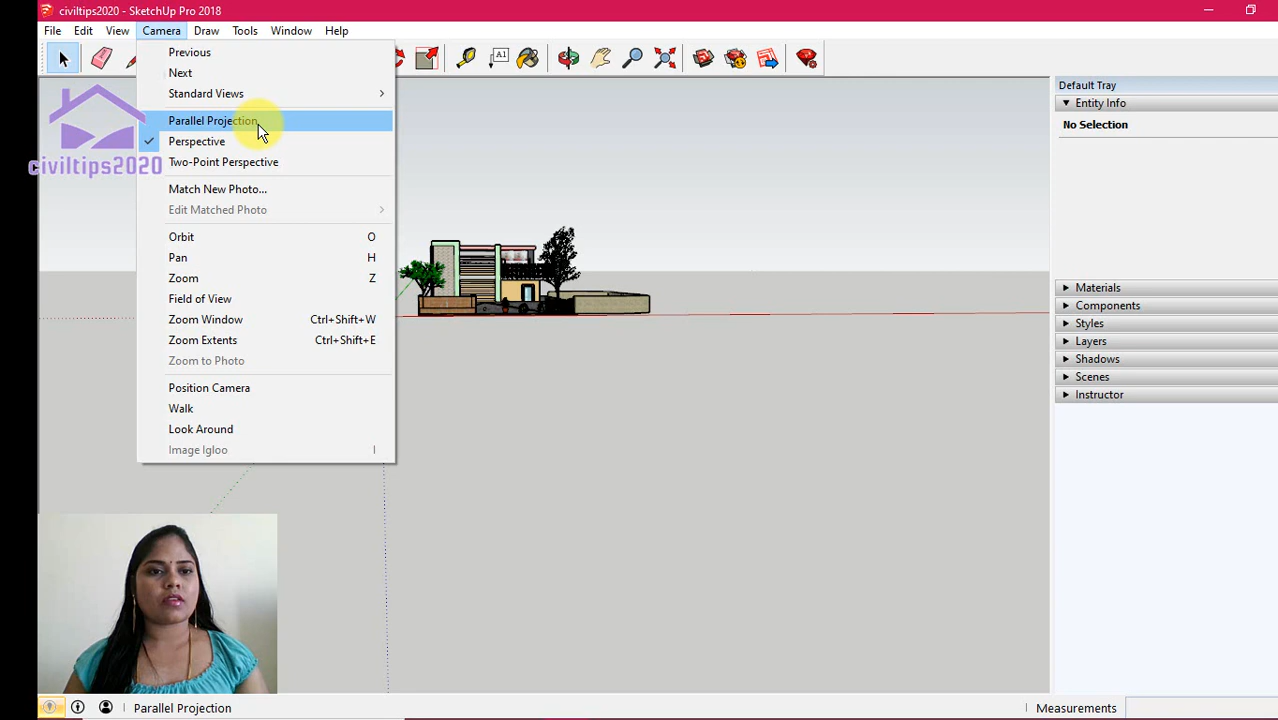 civiltips2020 - SketchUp Pro 2018
File Edit View Camera Draw Tools Window Help
Previous
Next
Standard Views
Parallel Projection
Perspective
Two-Point Perspective
Match New Photo...
Edit Matched Photo
Orbit O
Pan H
Zoom Z
Field of View
Zoom Window Ctrl+Shift+W
Zoom Extents Ctrl+Shift+E
Zoom to Photo
Position Camera
Walk
Look Around
Image Igloo I
civiltips2020
Default Tray
Entity Info
No Selection
Materials
Components
Styles
Layers
Shadows
Scenes
Instructor
Parallel Projection
Measurements